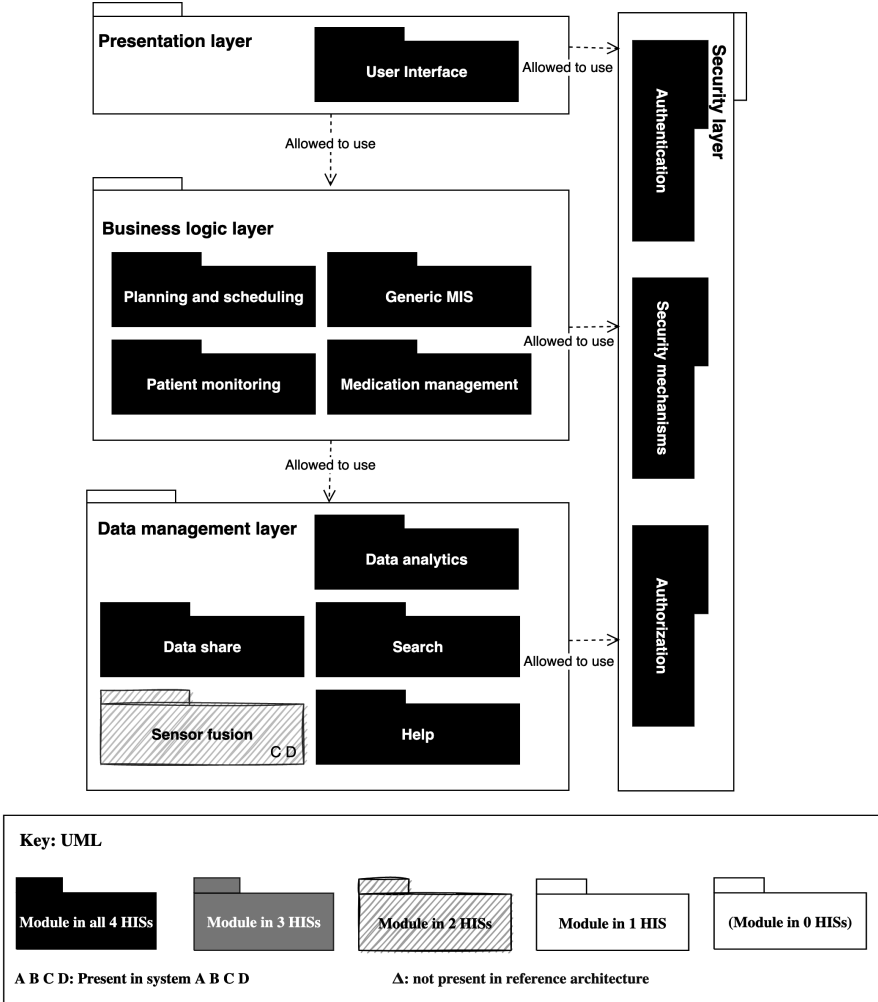 Presentation layer
User Interface
Allowed to use
Allowed to use
Security layer
Authentication
Business logic layer
Planning and scheduling
Generic MIS
Patient monitoring
Medication management
Allowed to use
Security mechanisms
Allowed to use
Data management layer
Data analytics
Data share
Search
Allowed to use
Authorization
Sensor fusion
C D
Help
Key: UML
Module in all 4 HISs
Module in 3 HISs
Module in 2 HISs
Module in 1 HIS
(Module in 0 HISs)
A B C D: Present in system A B C D
Δ: not present in reference architecture